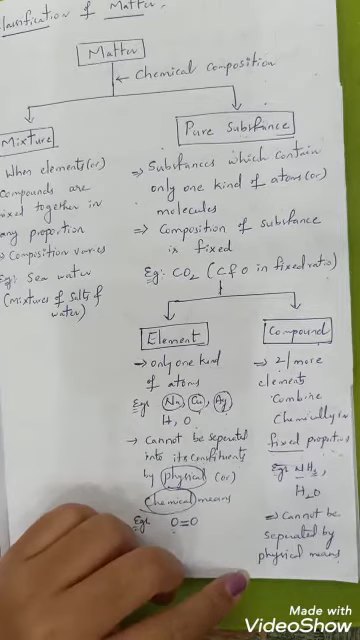 Classification of Matter.
Matter
← Chemical composition
Mixture
When elements (or)
Compounds are
mixed together in
any proportion
→ Composition varies
Eg: Sea water
(mixtures of salts &
water)
Pure Substance
⇒ Substances which contain
only one kind of atoms (or)
molecules
⇒ Composition of substance
is fixed
Eg: CO2 (C & O in fixed ratio)
Element
→ only one kind
of atoms
Eg: Na, Cu, Ag
H, O
→ Cannot be seperated
into its constituents
by physical (or)
chemical means
Eg: O=O
Compound
⇒ 2/more
elements
combine
chemically in
fixed proportion
Eg: NH3,
H2O
⇒ Cannot be
seperated by
physical means
Made with
VideoShow